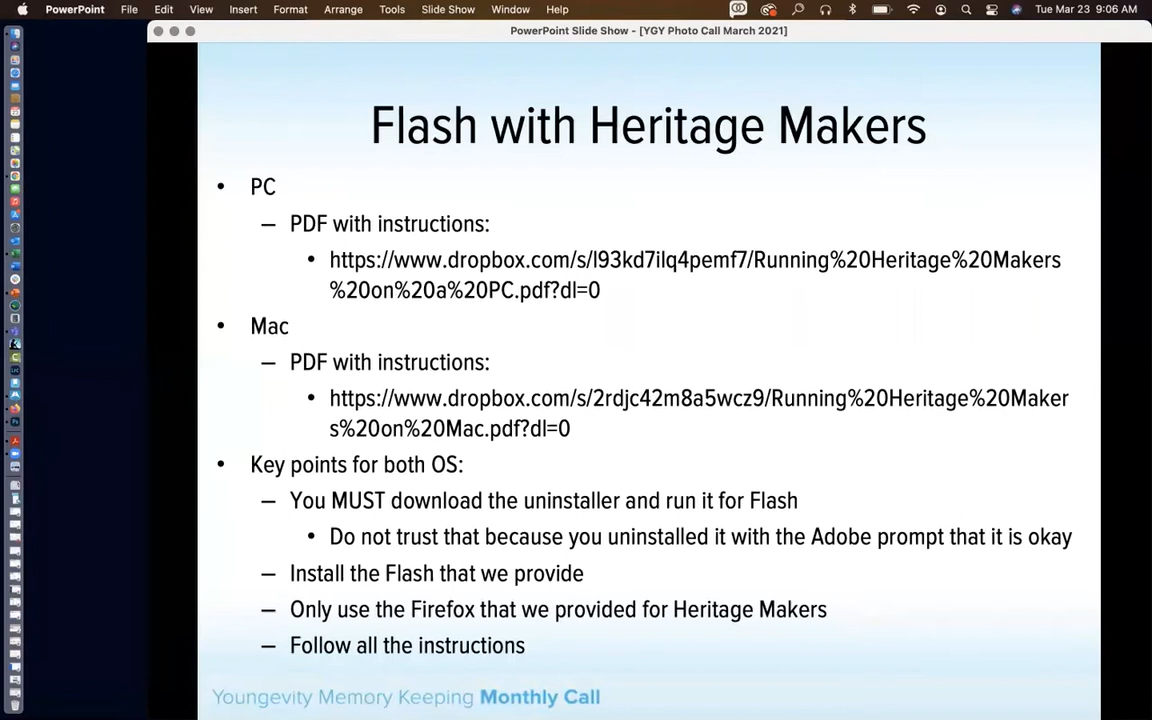 PowerPoint File Edit View Insert Format Arrange Tools Slide Show Window Help Tue Mar 23 9:06 AM
PowerPoint Slide Show - [YGY Photo Call March 2021]
Flash with Heritage Makers
• PC
– PDF with instructions:
• https://www.dropbox.com/s/l93kd7ilq4pemf7/Running%20Heritage%20Makers
%20on%20a%20PC.pdf?dl=0
• Mac
– PDF with instructions:
• https://www.dropbox.com/s/2rdjc42m8a5wcz9/Running%20Heritage%20Maker
s%20on%20Mac.pdf?dl=0
• Key points for both OS:
– You MUST download the uninstaller and run it for Flash
• Do not trust that because you uninstalled it with the Adobe prompt that it is okay
– Install the Flash that we provide
– Only use the Firefox that we provided for Heritage Makers
– Follow all the instructions
Youngevity Memory Keeping Monthly Call